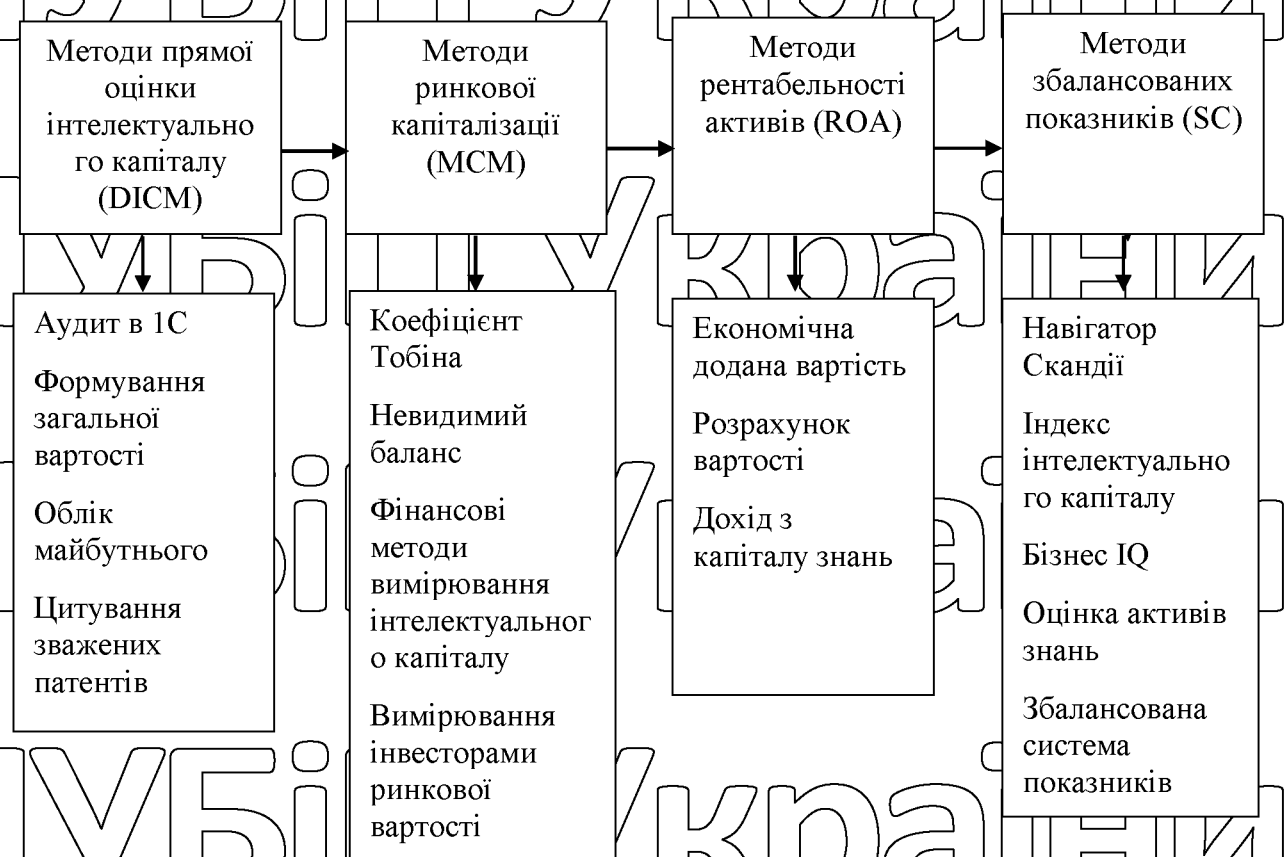 Методи прямої
оцінки
інтелектуально
го капіталу
(DICM)
Методи
ринкової
капіталізації
(MCM)
Методи
рентабельності
активів (ROA)
Методи
збалансованих
показників (SC)
Аудит в 1С
Формування
загальної
вартості
Облік
майбутнього
Цитування
зважених
патентів
Коефіцієнт
Тобіна
Невидимий
баланс
Фінансові
методи
вимірювання
інтелектуальног
о капіталу
Вимірювання
інвесторами
ринкової
вартості
Економічна
додана вартість
Розрахунок
вартості
Дохід з
капіталу знань
Навігатор
Скандії
Індекс
інтелектуально
го капіталу
Бізнес IQ
Оцінка активів
знань
Збалансована
система
показників